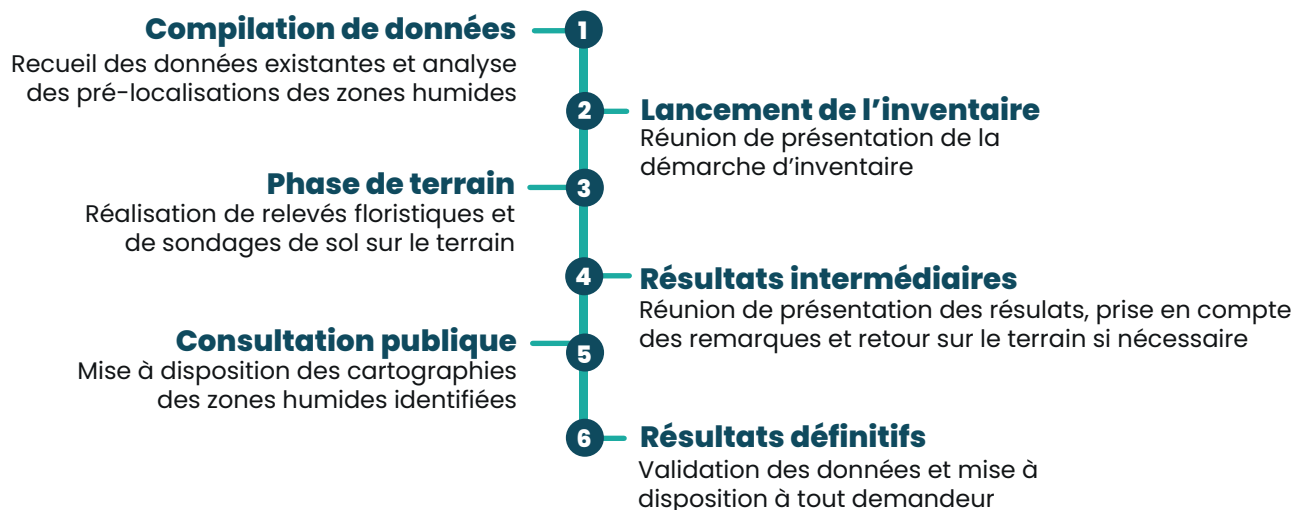 Compilation de données
1
Recueil des données existantes et analyse
des pré-localisations des zones humides
2
Lancement de l'inventaire
Réunion de présentation de la
démarche d'inventaire
Phase de terrain
3
Réalisation de relevés floristiques et
de sondages de sol sur le terrain
4
Résultats intermédiaires
Réunion de présentation des résulats, prise en compte
des remarques et retour sur le terrain si nécessaire
Consultation publique
5
Mise à disposition des cartographies
des zones humides identifiées
6
Résultats définitifs
Validation des données et mise à
disposition à tout demandeur